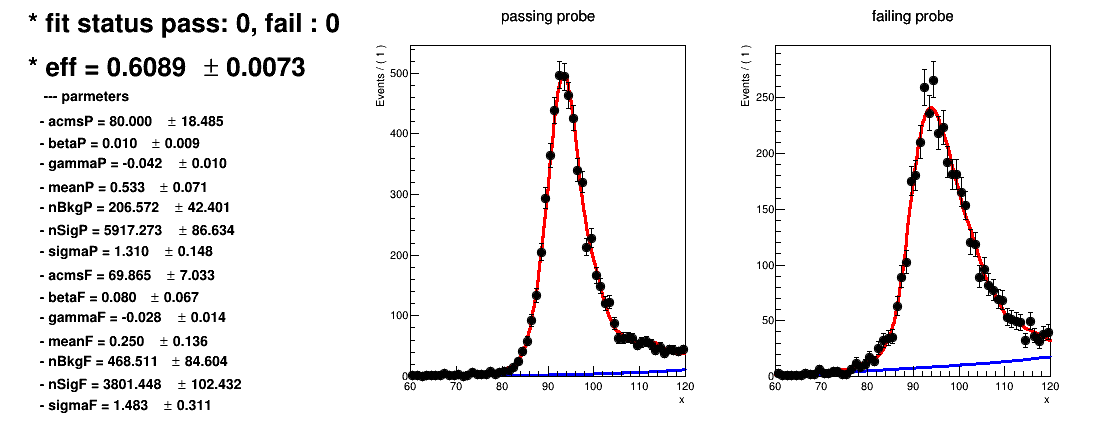 * fit status pass: 0, fail : 0
* eff = 0.6089 ± 0.0073
--- parmeters
- acmsP = 80.000 ± 18.485
- betaP = 0.010 ± 0.009
- gammaP = -0.042 ± 0.010
- meanP = 0.533 ± 0.071
- nBkgP = 206.572 ± 42.401
- nSigP = 5917.273 ± 86.634
- sigmaP = 1.310 ± 0.148
- acmsF = 69.865 ± 7.033
- betaF = 0.080 ± 0.067
- gammaF = -0.028 ± 0.014
- meanF = 0.250 ± 0.136
- nBkgF = 468.511 ± 84.604
- nSigF = 3801.448 ± 102.432
- sigmaF = 1.483 ± 0.311
passing probe
Events / ( 1 )
500
400
300
200
100
0
60 70 80 90 100 110 120
x
failing probe
Events / ( 1 )
250
200
150
100
50
0
60 70 80 90 100 110 120
x